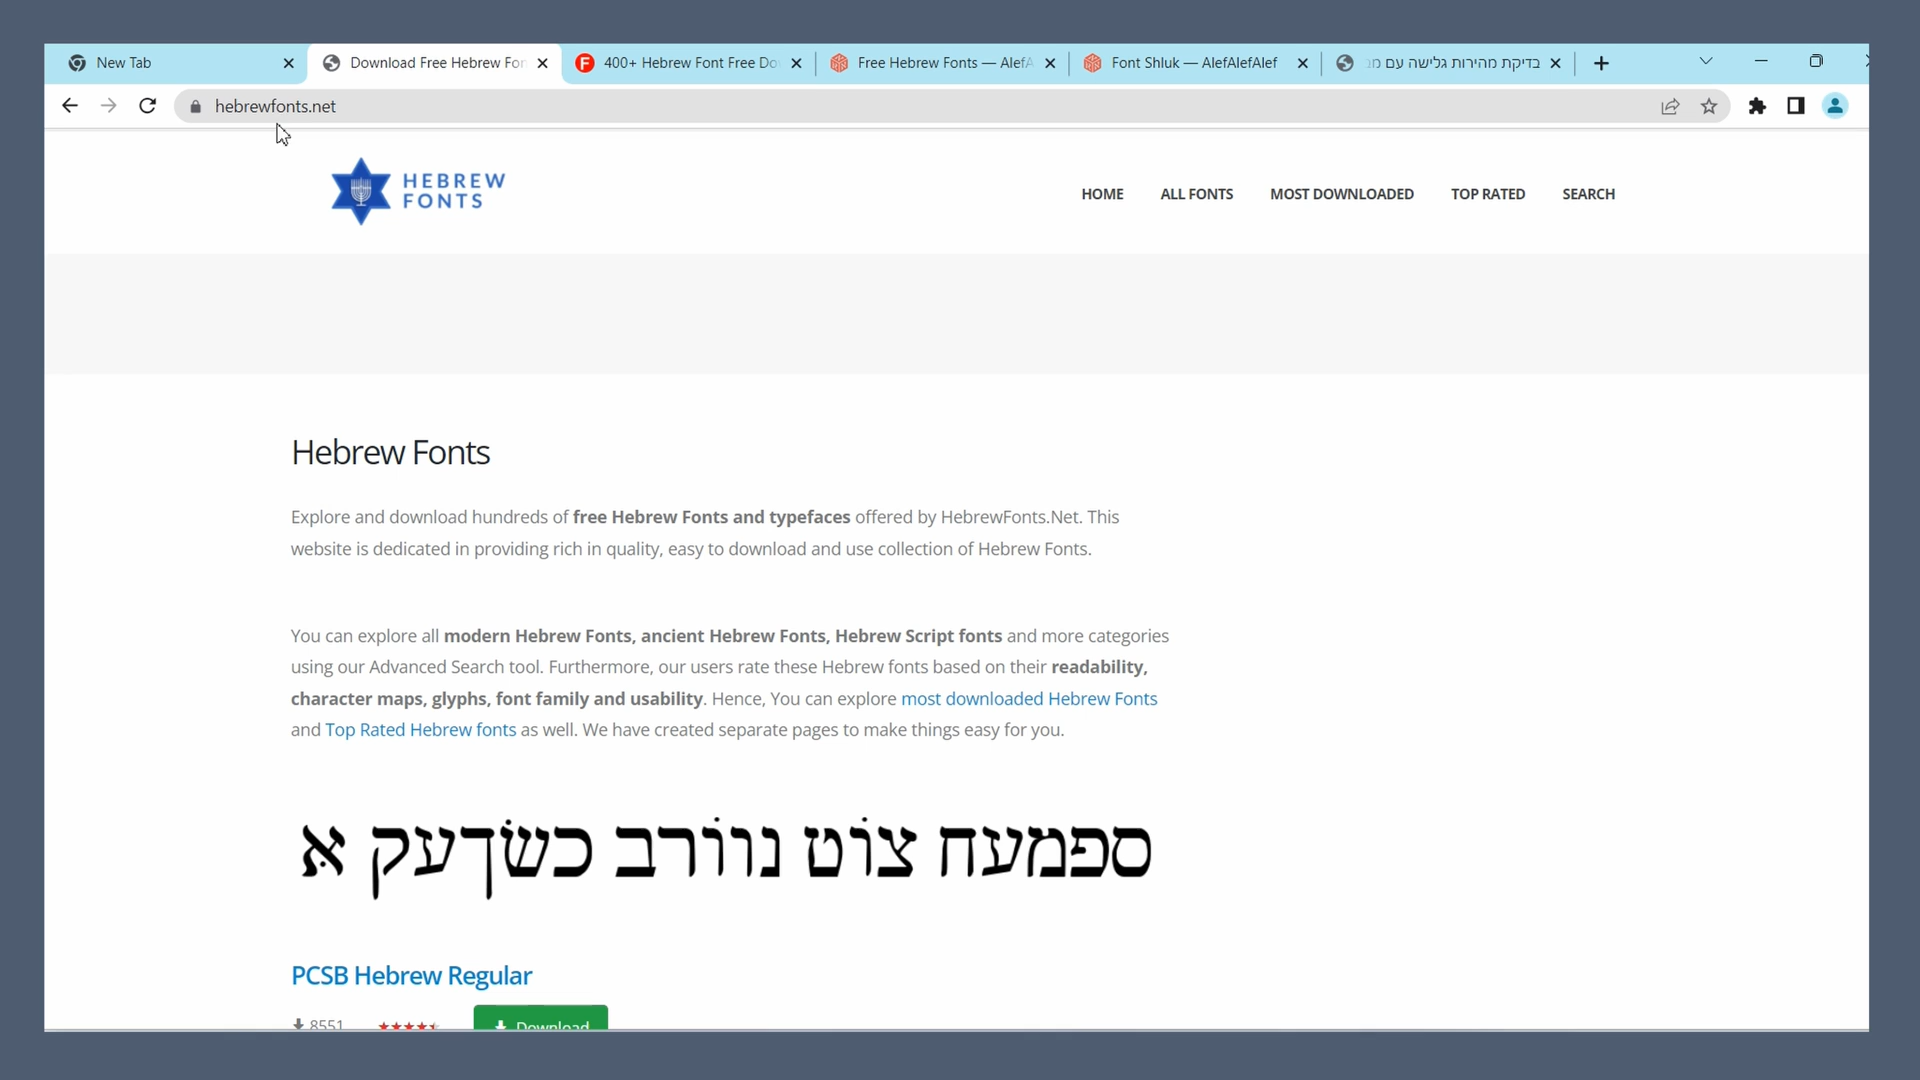 New Tab
Download Free Hebrew Fon
400+ Hebrew Font Free Do
Free Hebrew Fonts — AlefA
Font Shluk — AlefAlefAlef
בדיקת מהירות גלישה עם מב
hebrewfonts.net
HEBREW
FONTS
HOME
ALL FONTS
MOST DOWNLOADED
TOP RATED
SEARCH
Hebrew Fonts
Explore and download hundreds of free Hebrew Fonts and typefaces offered by HebrewFonts.Net. This
website is dedicated in providing rich in quality, easy to download and use collection of Hebrew Fonts.
You can explore all modern Hebrew Fonts, ancient Hebrew Fonts, Hebrew Script fonts and more categories
using our Advanced Search tool. Furthermore, our users rate these Hebrew fonts based on their readability,
character maps, glyphs, font family and usability. Hence, You can explore most downloaded Hebrew Fonts
and Top Rated Hebrew fonts as well. We have created separate pages to make things easy for you.
ספמעח צוֹט נווֹרב כשׂךעק א
PCSB Hebrew Regular
8551
Download